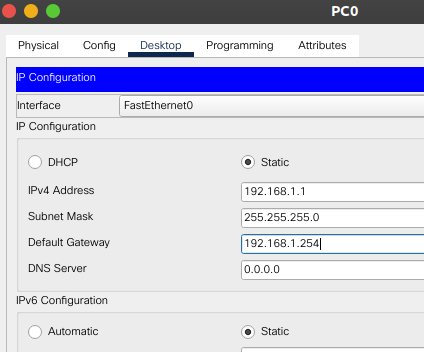 PC0
Physical Config Desktop Programming Attributes
IP Configuration
Interface FastEthernet0
IP Configuration
DHCP Static
IPv4 Address 192.168.1.1
Subnet Mask 255.255.255.0
Default Gateway 192.168.1.254
DNS Server 0.0.0.0
IPv6 Configuration
Automatic Static